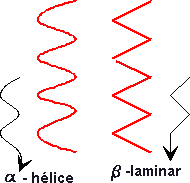 α - hélice
β -laminar